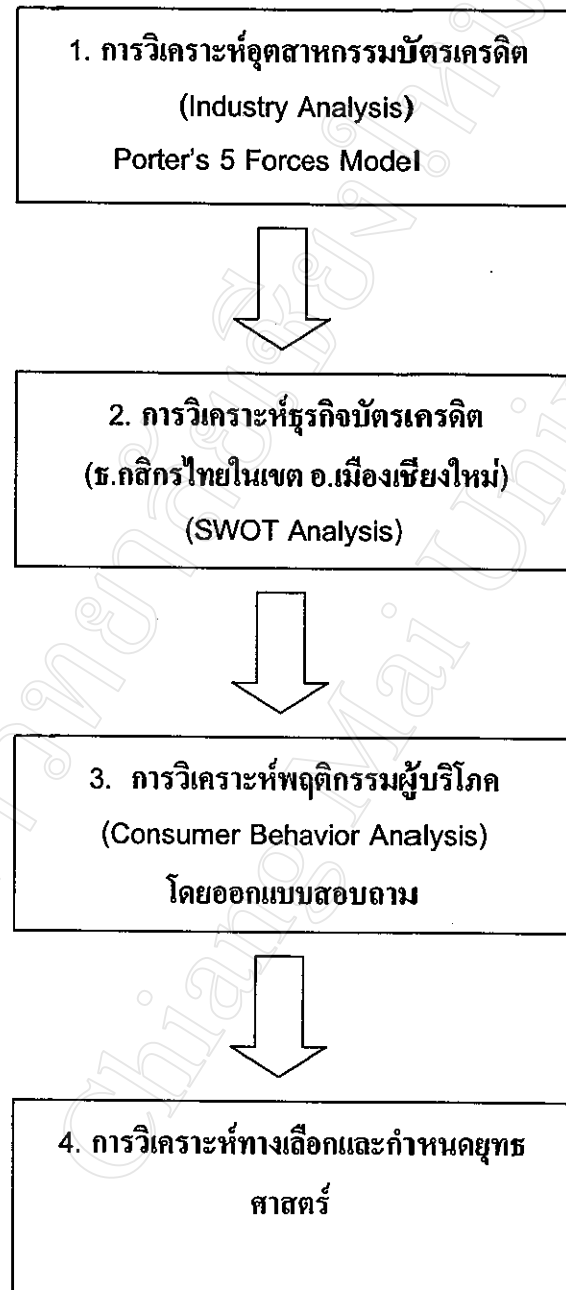 1. การวิเคราะห์อุตสาหกรรมบัตรเครดิต
(Industry Analysis)
Porter's 5 Forces Model
2. การวิเคราะห์ธุรกิจบัตรเครดิต
(ธ.กสิกรไทยในเขต อ.เมืองเชียงใหม่)
(SWOT Analysis)
3. การวิเคราะห์พฤติกรรมผู้บริโภค
(Consumer Behavior Analysis)
โดยออกแบบสอบถาม
4. การวิเคราะห์ทางเลือกและกำหนดยุทธ
ศาสตร์
Chiang Mai Uni